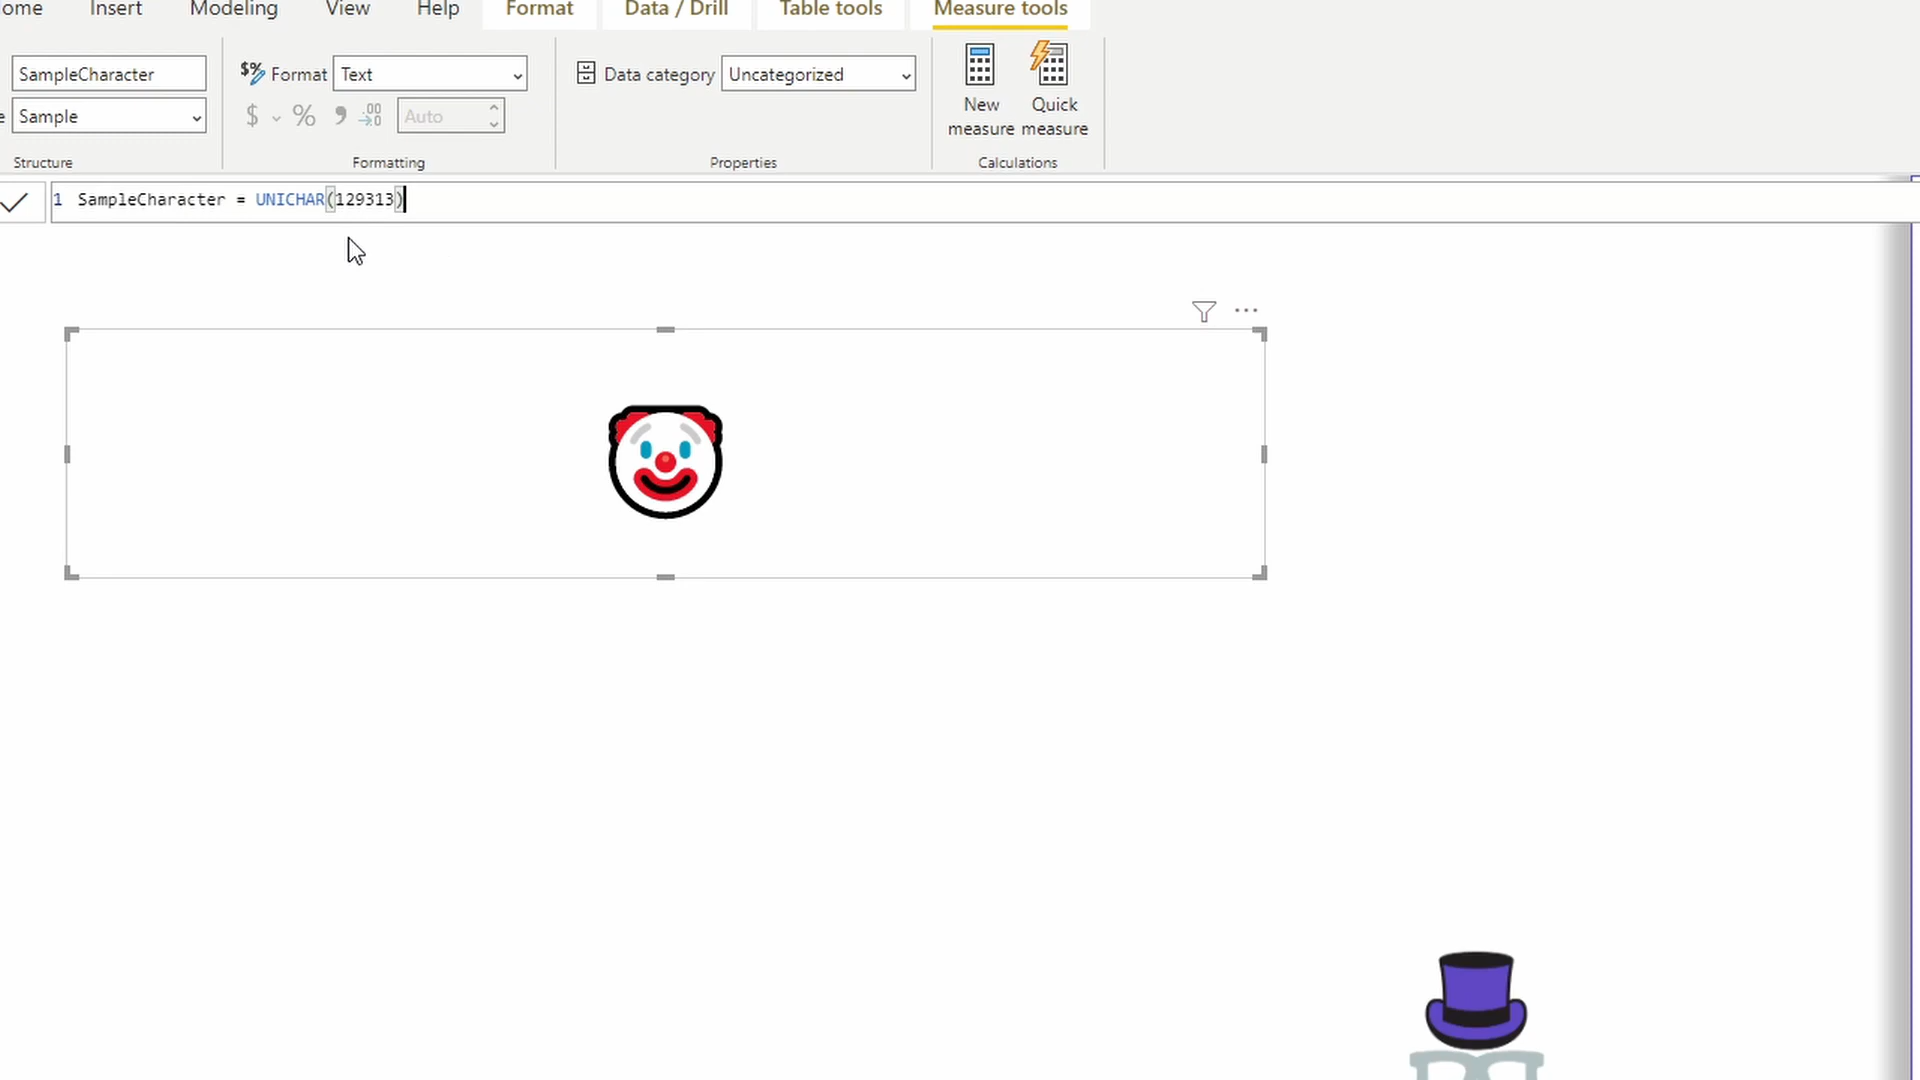 ome Insert Modeling View Help Format Data / Drill Table tools Measure tools
SampleCharacter
$% Format Text
Data category Uncategorized
New measure
Quick measure
e Sample
$ % , .00 Auto
Structure Formatting Properties Calculations
1 SampleCharacter = UNICHAR(129313)